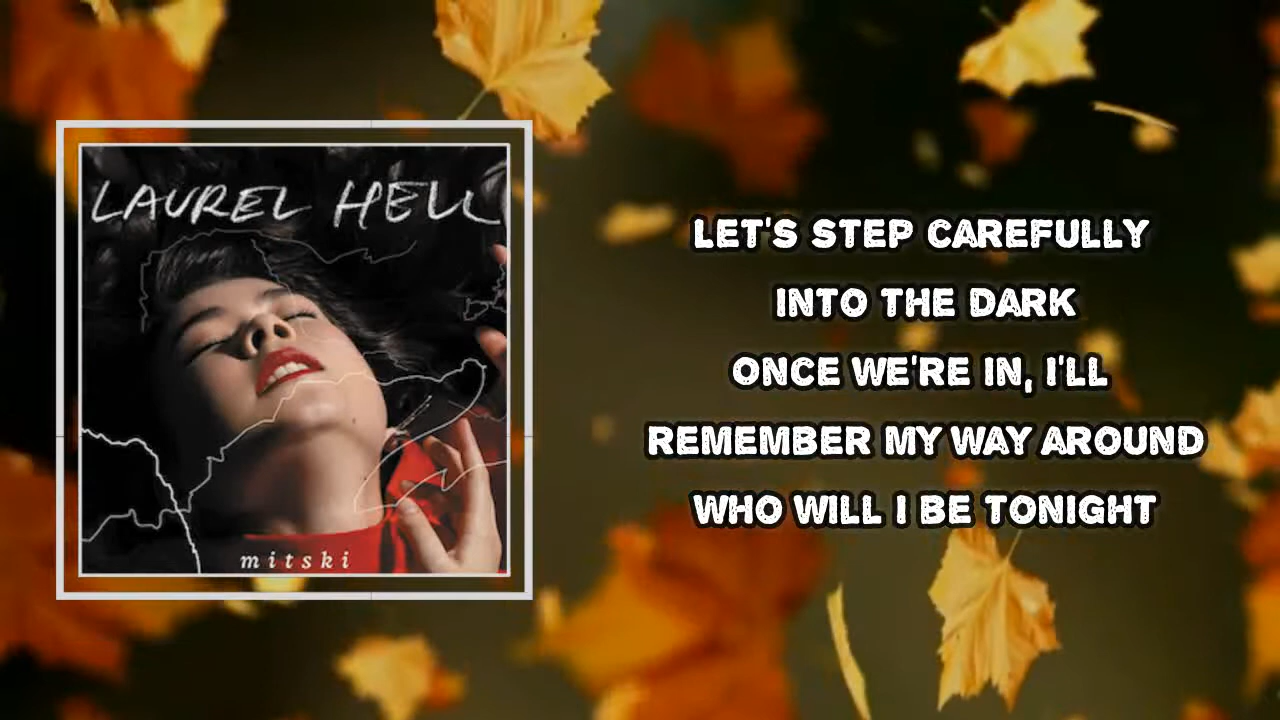 LAUREL HELL
mitski
LET'S STEP CAREFULLY
INTO THE DARK
ONCE WE'RE IN, I'LL
REMEMBER MY WAY AROUND
WHO WILL I BE TONIGHT